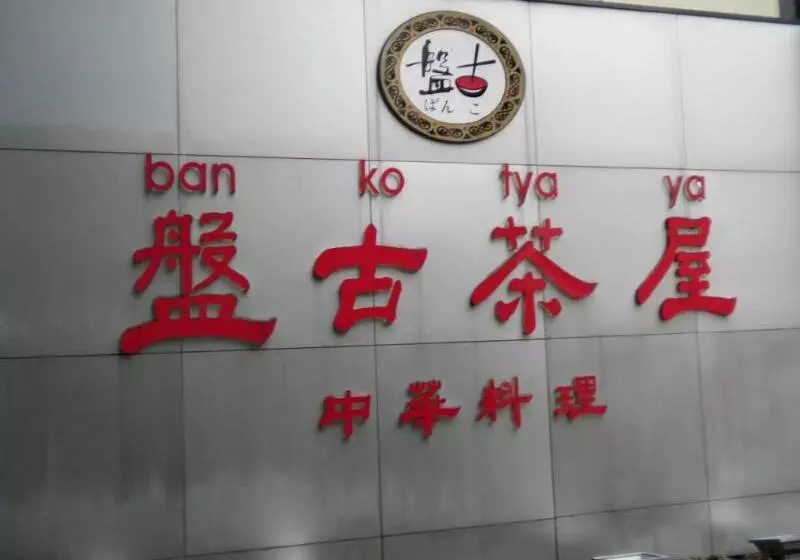 盤古
ばんこ
ban ko tya ya
盤古茶屋
中華料理